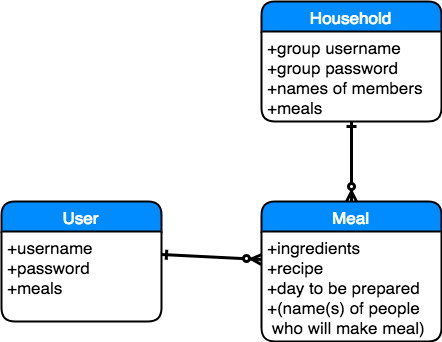 Household
+group username
+group password
+names of members
+meals
User
+username
+password
+meals
Meal
+ingredients
+recipe
+day to be prepared
+(name(s) of people
who will make meal)